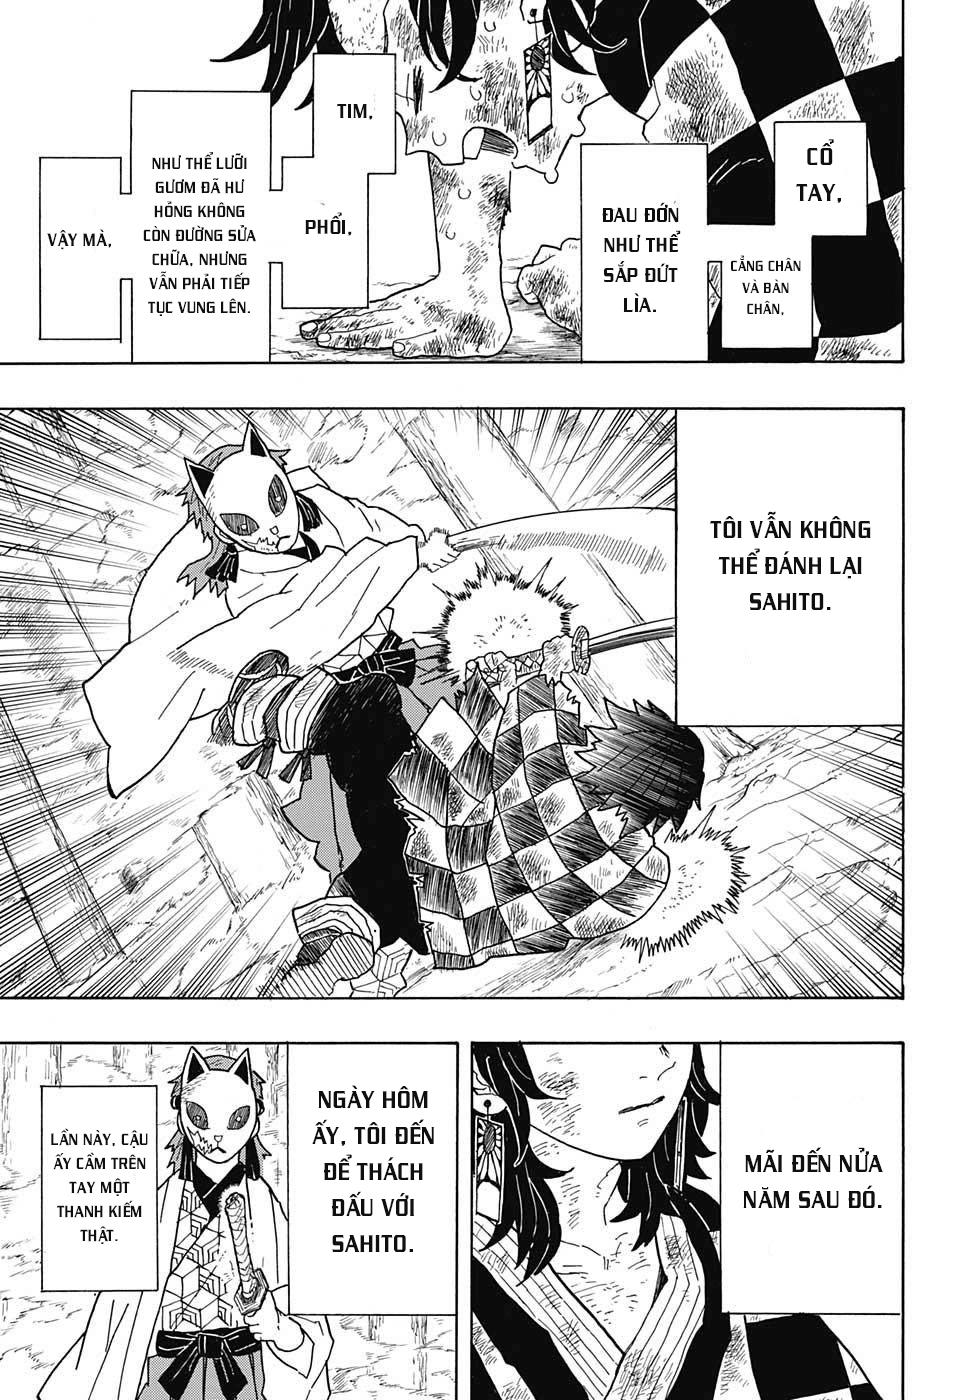 CỔ
TAY,
CẲNG CHÂN
VÀ BÀN
CHÂN,
ĐAU ĐỚN
NHƯ THỂ
SẮP ĐỨT
LÌA.
TIM,
PHỔI,
NHƯ THỂ LƯỠI
GƯƠM ĐÃ HƯ
HỎNG KHÔNG
CÒN ĐƯỜNG SỬA
CHỮA, NHƯNG
VẪN PHẢI TIẾP
TỤC VUNG LÊN.
VẬY MÀ,
TÔI VẪN KHÔNG
THỂ ĐÁNH LẠI
SAHITO.
MÃI ĐẾN NỬA
NĂM SAU ĐÓ.
NGÀY HÔM
ẤY, TÔI ĐẾN
ĐỂ THÁCH
ĐẤU VỚI
SAHITO.
LẦN NÀY, CẬU
ẤY CẦM TRÊN
TAY MỘT
THANH KIẾM
THẬT.